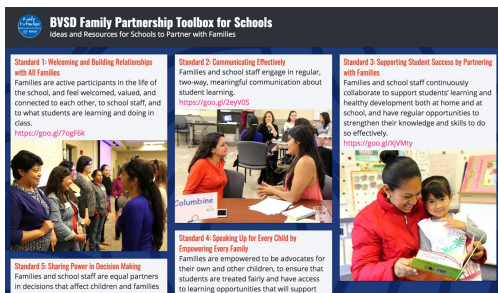 BVSD Family Partnership Toolbox for Schools
Ideas and Resources for Schools to Partner with Families
Standard 1: Welcoming and Building Relationships
with All Families
Families are active participants in the life of
the school, and feel welcomed, valued, and
connected to each other, to school staff, and
to what students are learning and doing in
class.
https://goo.gl/7ogF6k
Standard 5: Sharing Power in Decision Making
Families and school staff are equal partners
in decisions that affect children and families
Standard 2: Communicating Effectively
Families and school staff engage in regular,
two-way, meaningful communication about
student learning.
https://goo.gl/2eyV0S
Columbine
Standard 4: Speaking Up for Every Child by
Empowering Every Family
Families are empowered to be advocates for
their own and other children, to ensure that
students are treated fairly and have access
to learning opportunities that will support
Standard 3: Supporting Student Success by Partnering
with Families
Families and school staff continuously
collaborate to support students' learning and
healthy development both at home and at
school, and have regular opportunities to
strengthen their knowledge and skills to do
so effectively.
https://goo.gl/XjVMty